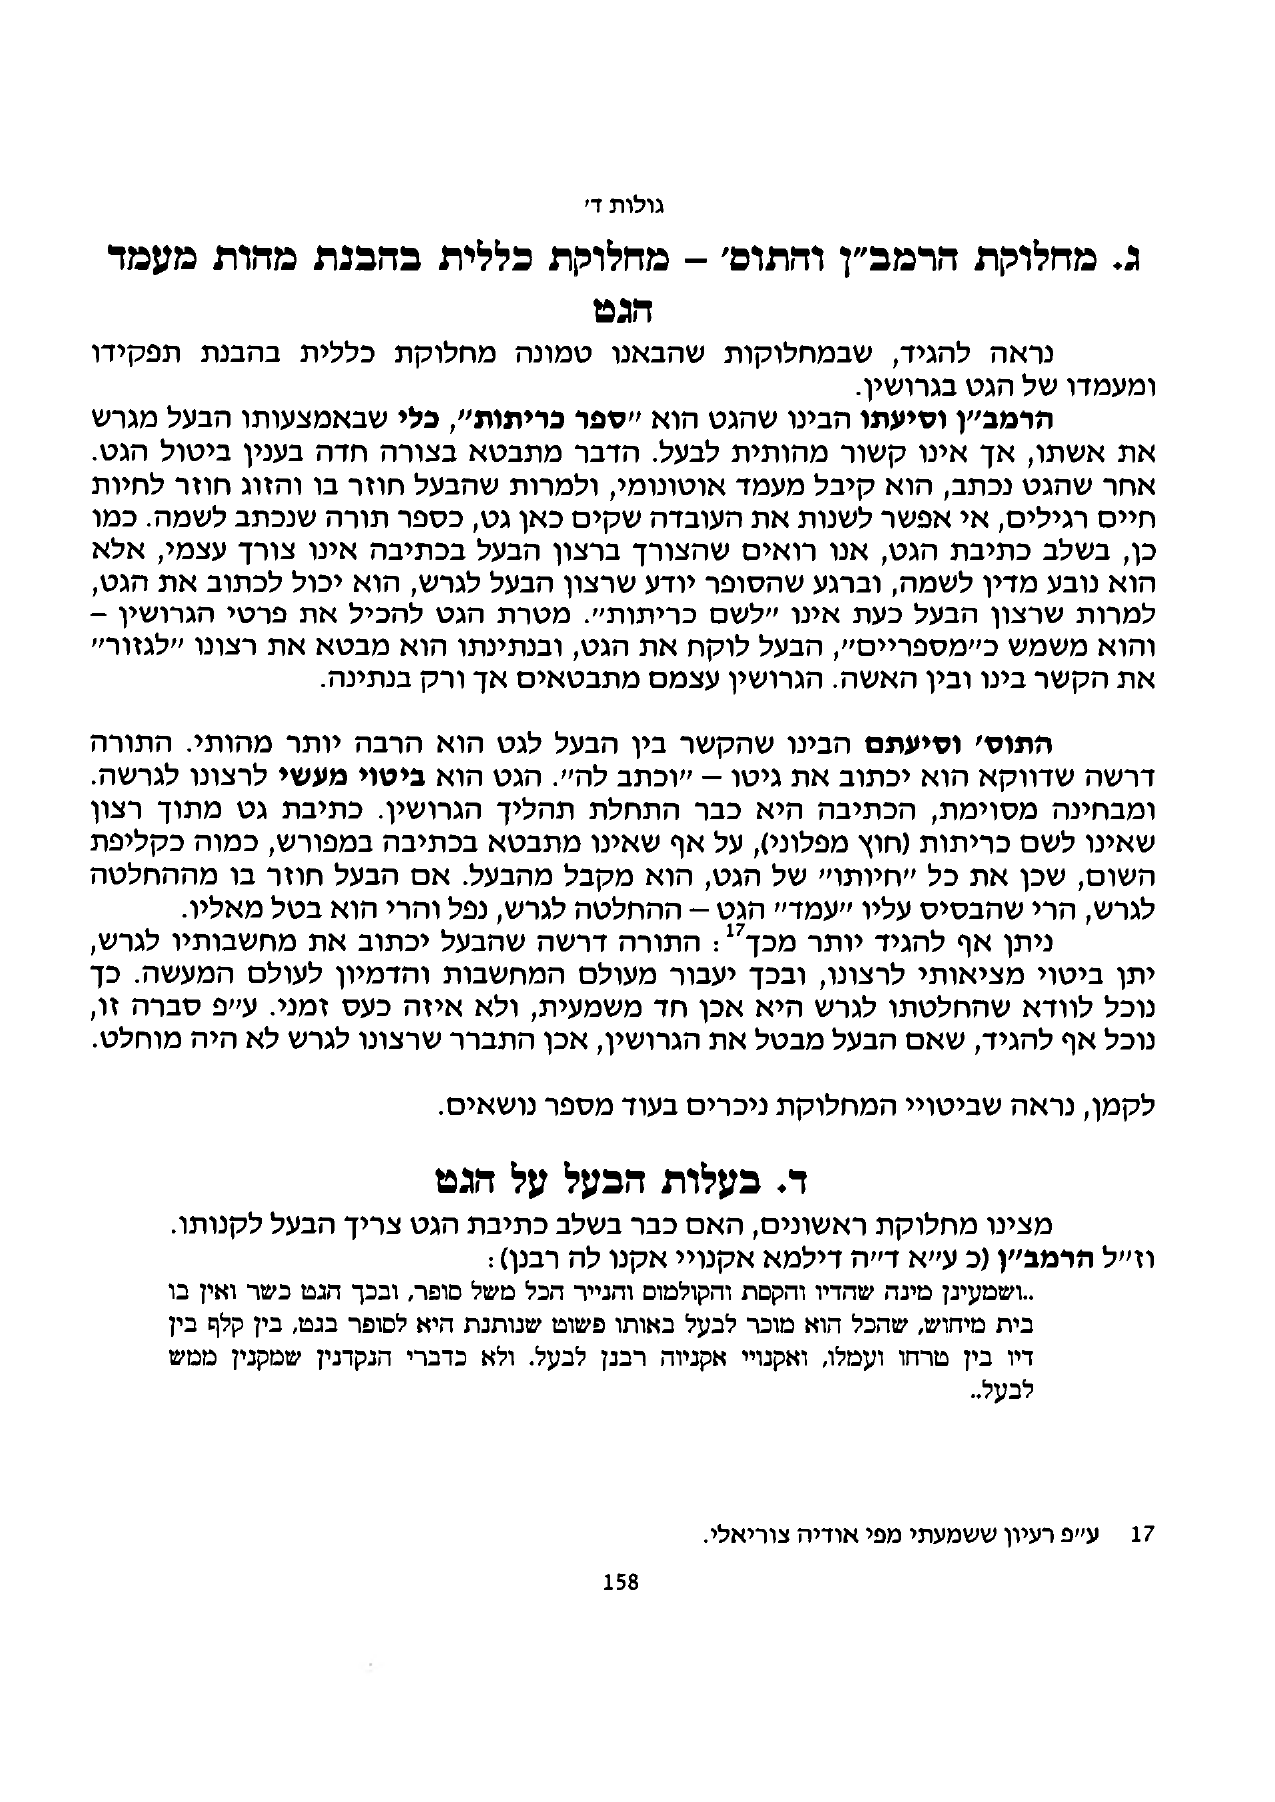 גולות ד'
ג. מחלוקת הרמב"ן והתוס' – מחלוקת כללית בהבנת מהות מעמד
הגט
נראה להגיד, שבמחלוקות שהבאנו טמונה מחלוקת כללית בהבנת תפקידו
ומעמדו של הגט בגרושין.
הרמב"ן וסיעתו הבינו שהגט הוא "ספר כריתות", כלי שבאמצעותו הבעל מגרש
את אשתו, אך אינו קשור מהותית לבעל. הדבר מתבטא בצורה חדה בענין ביטול הגט.
אחר שהגט נכתב, הוא קיבל מעמד אוטונומי, ולמרות שהבעל חוזר בו והזוג חוזר לחיות
חיים רגילים, אי אפשר לשנות את העובדה שקים כאן גט, כספר תורה שנכתב לשמה. כמו
כן, בשלב כתיבת הגט, אנו רואים שהצורך ברצון הבעל בכתיבה אינו צורך עצמי, אלא
הוא נובע מדין לשמה, וברגע שהסופר יודע שרצון הבעל לגרש, הוא יכול לכתוב את הגט,
למרות שרצון הבעל כעת אינו "לשם כריתות". מטרת הגט להכיל את פרטי הגרושין –
והוא משמש כ"מספריים", הבעל לוקח את הגט, ובנתינתו הוא מבטא את רצונו "לגזור"
את הקשר בינו ובין האשה. הגרושין עצמם מתבטאים אך ורק בנתינה.
התוס' וסיעתם הבינו שהקשר בין הבעל לגט הוא הרבה יותר מהותי. התורה
דרשה שדווקא הוא יכתוב את גיטו – "וכתב לה". הגט הוא ביטוי מעשי לרצונו לגרשה.
ומבחינה מסוימת, הכתיבה היא כבר התחלת תהליך הגרושין. כתיבת גט מתוך רצון
שאינו לשם כריתות (חוץ מפלוני), על אף שאינו מתבטא בכתיבה במפורש, כמוה כקליפת
השום, שכן את כל "חיותו" של הגט, הוא מקבל מהבעל. אם הבעל חוזר בו מההחלטה
לגרש, הרי שהבסיס עליו "עמד" הגט – ההחלטה לגרש, נפל והרי הוא בטל מאליו.
ניתן אף להגיד יותר מכך17: התורה דרשה שהבעל יכתוב את מחשבותיו לגרש,
יתן ביטוי מציאותי לרצונו, ובכך יעבור מעולם המחשבות והדמיון לעולם המעשה. כך
נוכל לוודא שהחלטתו לגרש היא אכן חד משמעית, ולא איזה כעס זמני. ע"פ סברה זו,
נוכל אף להגיד, שאם הבעל מבטל את הגרושין, אכן התברר שרצונו לגרש לא היה מוחלט.
לקמן, נראה שביטויי המחלוקת ניכרים בעוד מספר נושאים.
ד. בעלות הבעל על הגט
מצינו מחלוקת ראשונים, האם כבר בשלב כתיבת הגט צריך הבעל לקנותו.
וז"ל הרמב"ן (כ ע"א ד"ה דילמא אקנויי אקנו לה רבנן):
..ושמעינן מינה שהדיו והקסת והקולמוס והנייר הכל משל סופר, ובכך הגט כשר ואין בו
בית מיחוש, שהכל הוא מוכר לבעל באותו פשוט שנותנת היא לסופר בגט, בין קלף בין
דיו בין טרחו ועמלו, ואקנויי אקניוה רבנן לבעל. ולא כדברי הנקדנין שמקנין ממש
לבעל..
17 ע"פ רעיון ששמעתי מפי אודיה צוריאלי.
158